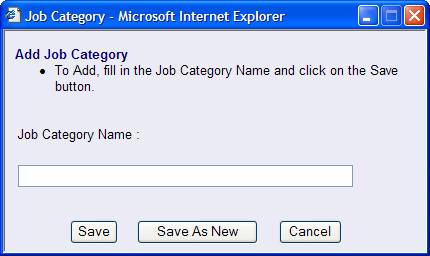 Job Category - Microsoft Internet Explorer
Add Job Category
• To Add, fill in the Job Category Name and click on the Save
button.
Job Category Name :
Save Save As New Cancel